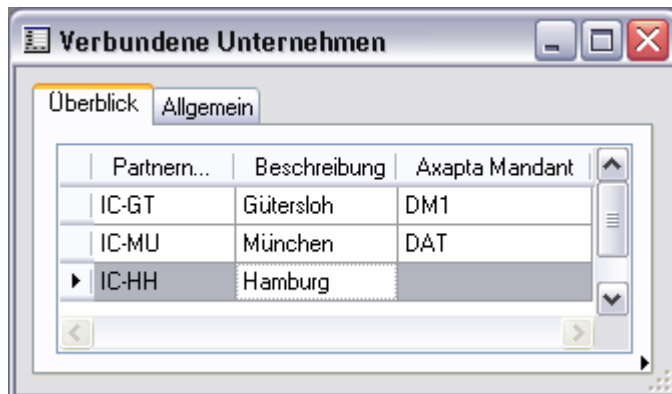 Verbundene Unternehmen
Überblick Allgemein
Partnern... Beschreibung Axapta Mandant
IC-GT Gütersloh DM1
IC-MU München DAT
IC-HH Hamburg